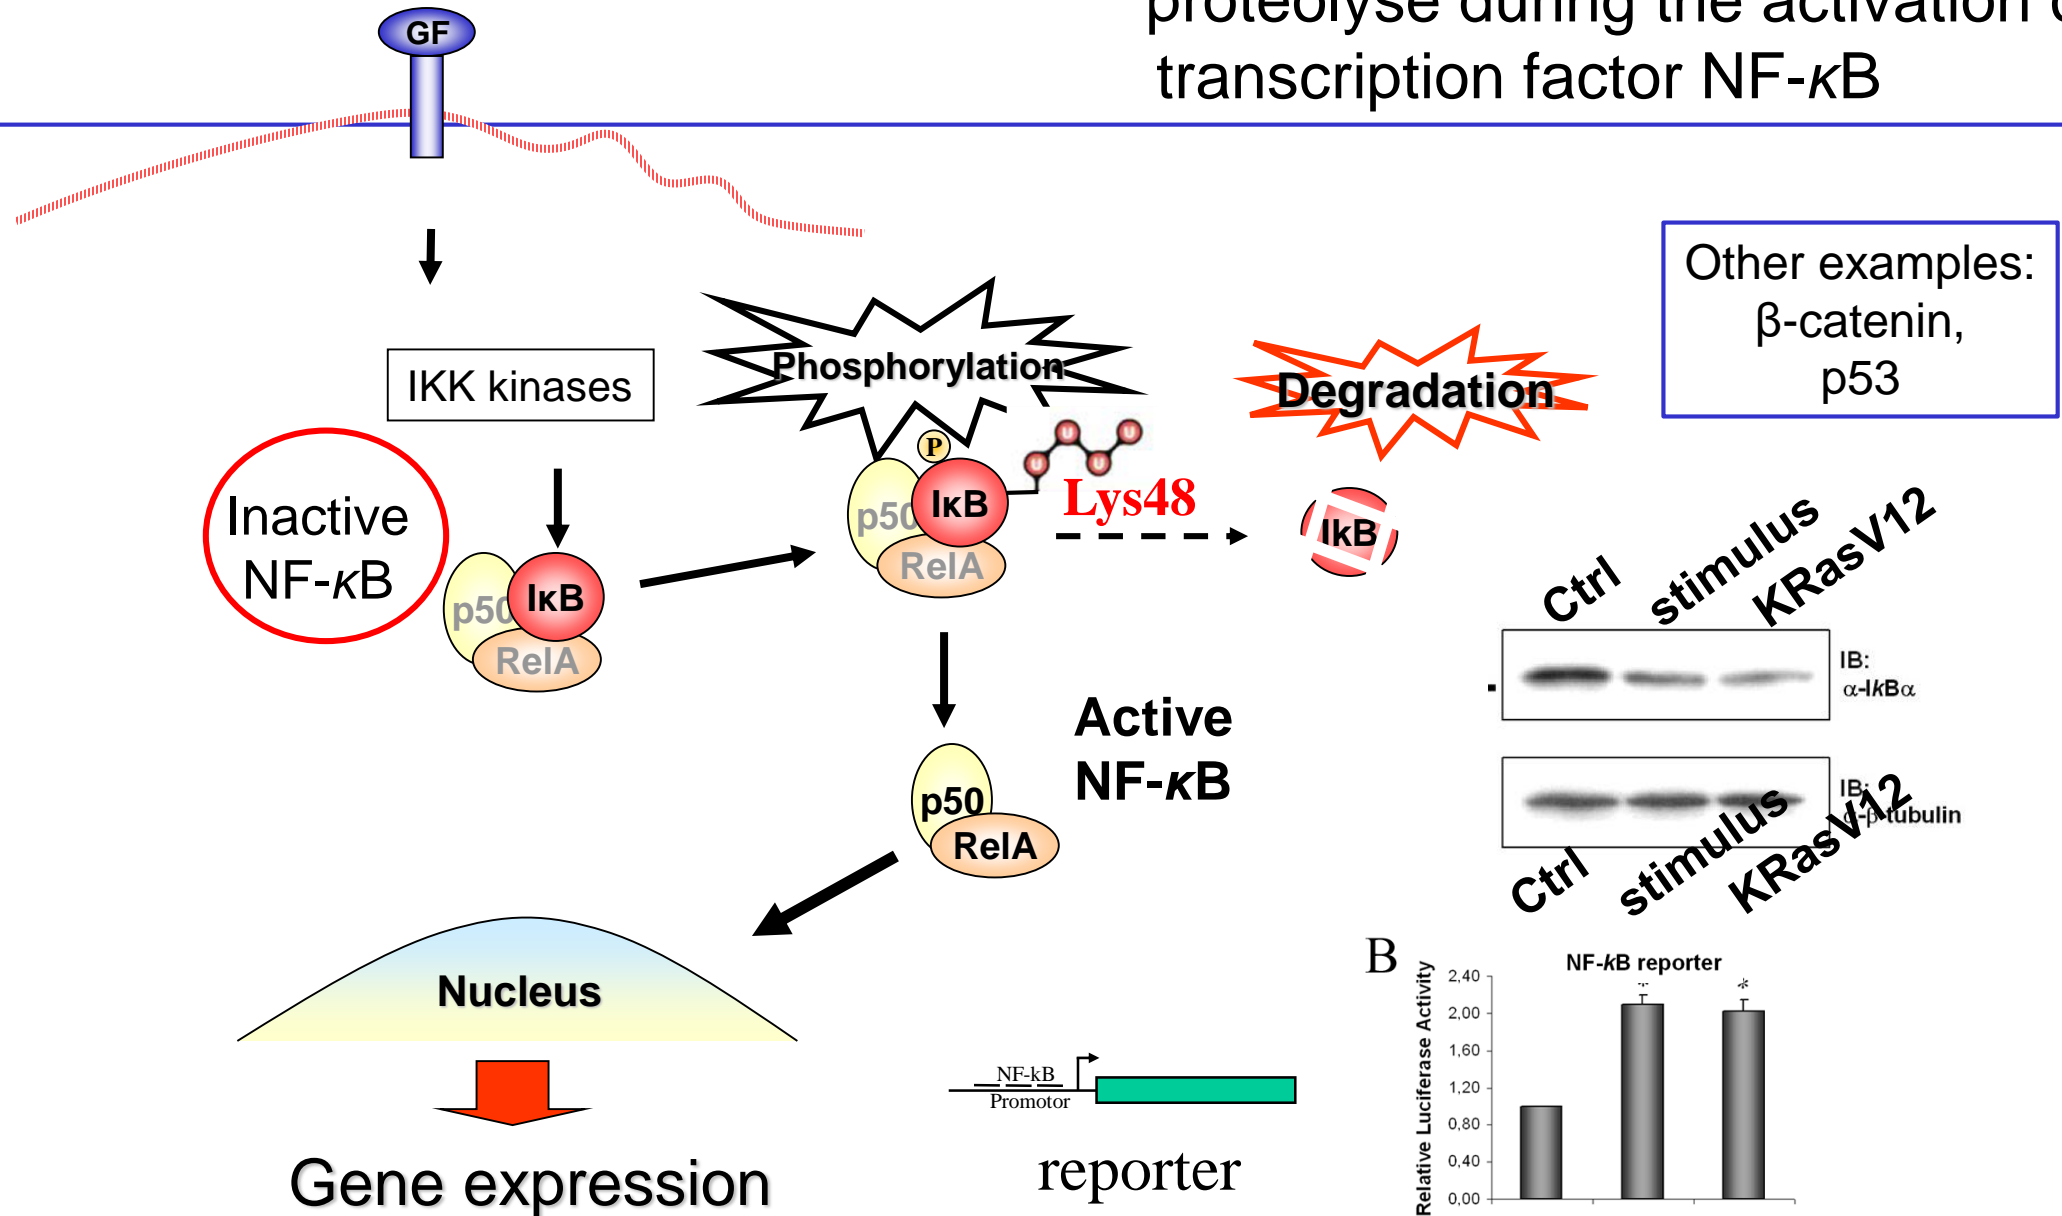 proteolyse during the activation
transcription factor NF-κB
GF
Other examples:
β-catenin,
p53
Phosphorylation
IKK kinases
Degradation
P
U U U U
Inactive
NF-κB
p50
IκB
RelA
Lys48
IkB
p50
IκB
RelA
Ctrl
stimulus
KRasV12
IB:
α-IkBα
Active
NF-κB
IB:
α-β-tubulin
p50
RelA
Ctrl
stimulus
KRasV12
Nucleus
B
NF-kB reporter
Relative Luciferase Activity
2,40
2,00
1,60
1,20
0,80
0,40
0,00
* *
NF-kB
Promotor
reporter
Gene expression